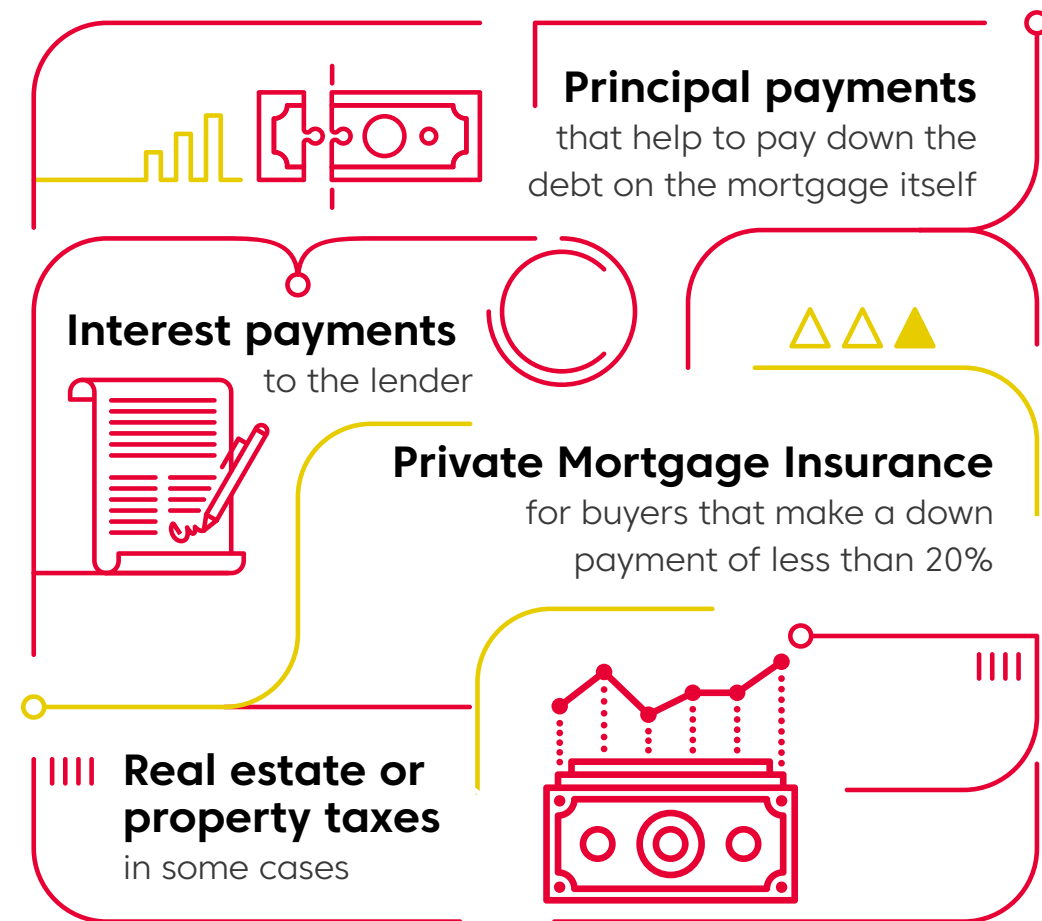 Principal payments
that help to pay down the
debt on the mortgage itself
Interest payments
to the lender
Private Mortgage Insurance
for buyers that make a down
payment of less than 20%
Real estate or
property taxes
in some cases